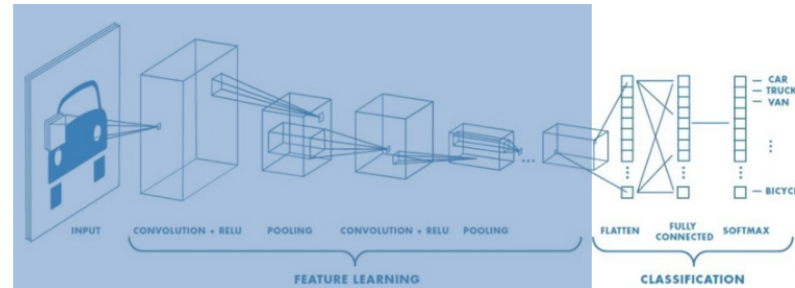 CAR
TRUCK
VAN
BICYC
INPUT
CONVOLUTION + RELU
POOLING
CONVOLUTION + RELU
POOLING
FLATTEN
FULLY
CONNECTED
SOFTMAX
FEATURE LEARNING
CLASSIFICATION